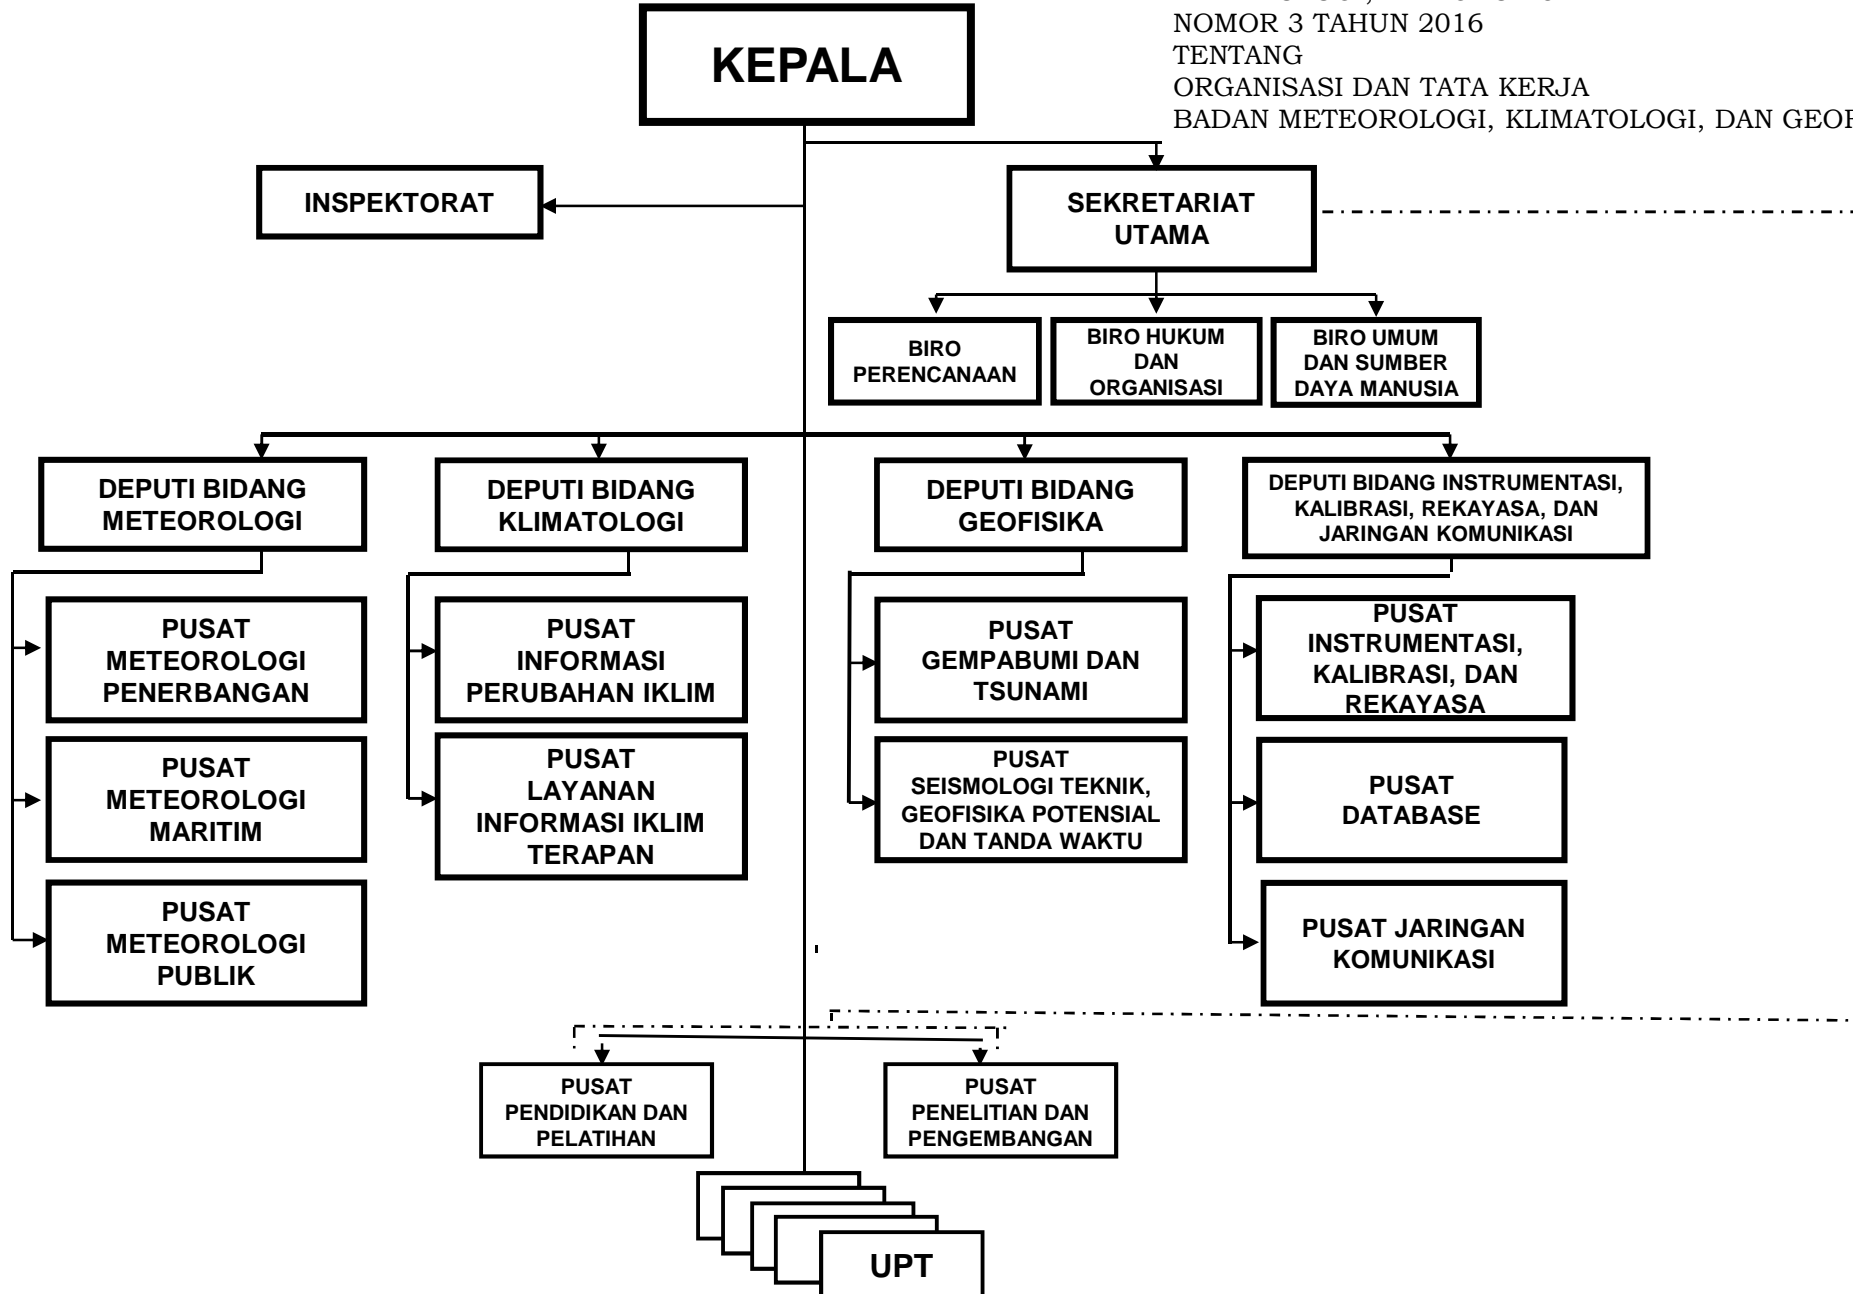 NOMOR 3 TAHUN 2016
TENTANG
ORGANISASI DAN TATA KERJA
BADAN METEOROLOGI, KLIMATOLOGI, DAN
KEPALA
INSPEKTORAT
SEKRETARIAT
UTAMA
BIRO
PERENCANAAN
BIRO HUKUM
DAN
ORGANISASI
BIRO UMUM
DAN SUMBER
DAYA MANUSIA
DEPUTI BIDANG
METEOROLOGI
DEPUTI BIDANG
KLIMATOLOGI
DEPUTI BIDANG
GEOFISIKA
DEPUTI BIDANG INSTRUMENTASI,
KALIBRASI, REKAYASA, DAN
JARINGAN KOMUNIKASI
PUSAT
METEOROLOGI
PENERBANGAN
PUSAT
INFORMASI
PERUBAHAN IKLIM
PUSAT
GEMPABUMI DAN
TSUNAMI
PUSAT
INSTRUMENTASI,
KALIBRASI, DAN
REKAYASA
PUSAT
METEOROLOGI
MARITIM
PUSAT
LAYANAN
INFORMASI IKLIM
TERAPAN
PUSAT
SEISMOLOGI TEKNIK,
GEOFISIKA POTENSIAL
DAN TANDA WAKTU
PUSAT
DATABASE
PUSAT
METEOROLOGI
PUBLIK
PUSAT JARINGAN
KOMUNIKASI
PUSAT
PENDIDIKAN DAN
PELATIHAN
PUSAT
PENELITIAN DAN
PENGEMBANGAN
UPT